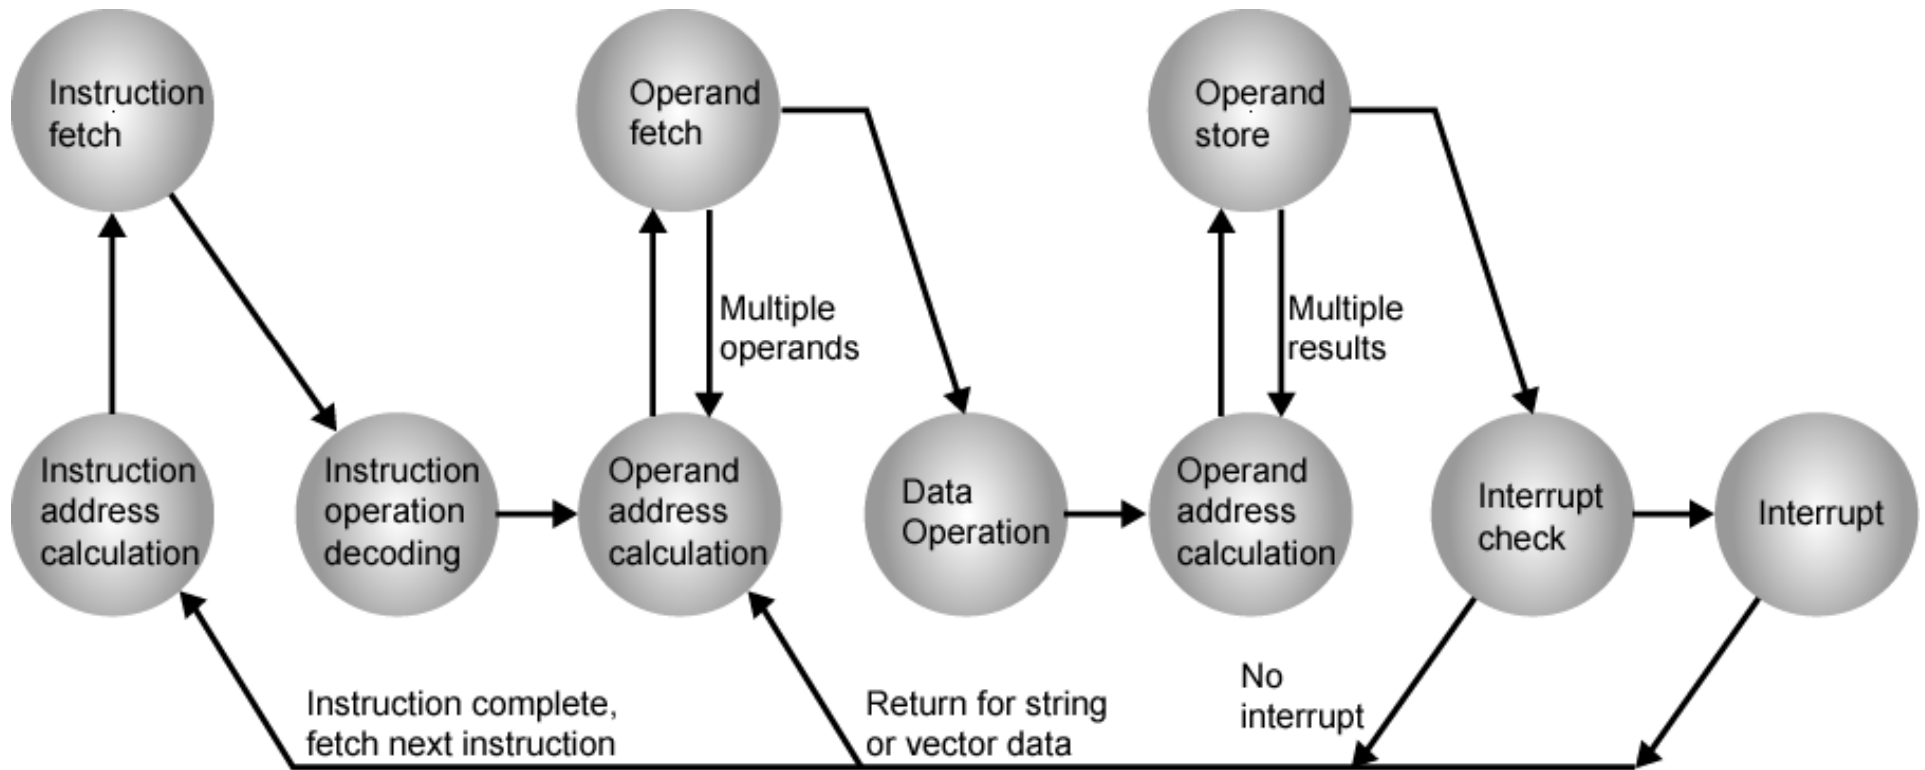 Instruction
fetch
Operand
fetch
Operand
store
Multiple
operands
Multiple
results
Instruction
address
calculation
Instruction
operation
decoding
Operand
address
calculation
Data
Operation
Operand
address
calculation
Interrupt
check
Interrupt
Instruction complete,
fetch next instruction
Return for string
or vector data
No
interrupt